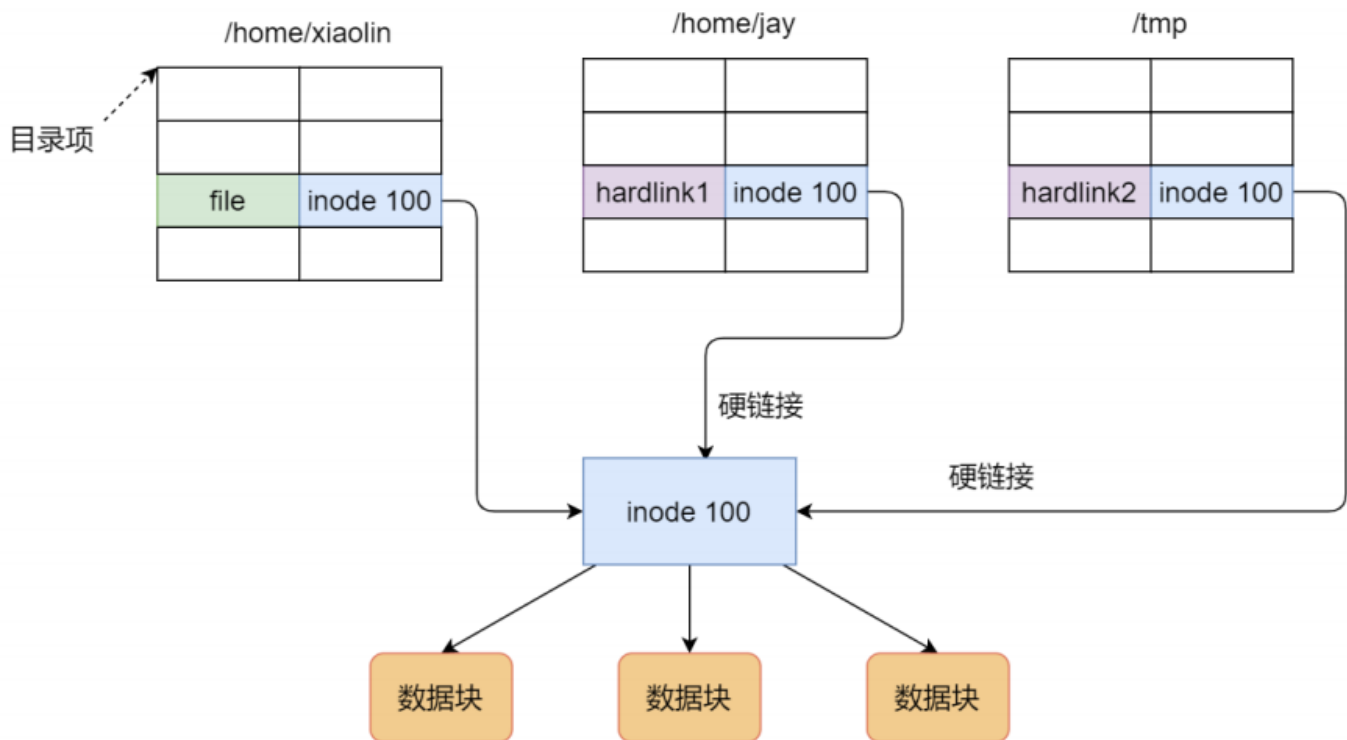 /home/xiaolin
/home/jay
/tmp
目录项
file
inode 100
hardlink1
inode 100
hardlink2
inode 100
硬链接
硬链接
inode 100
数据块
数据块
数据块